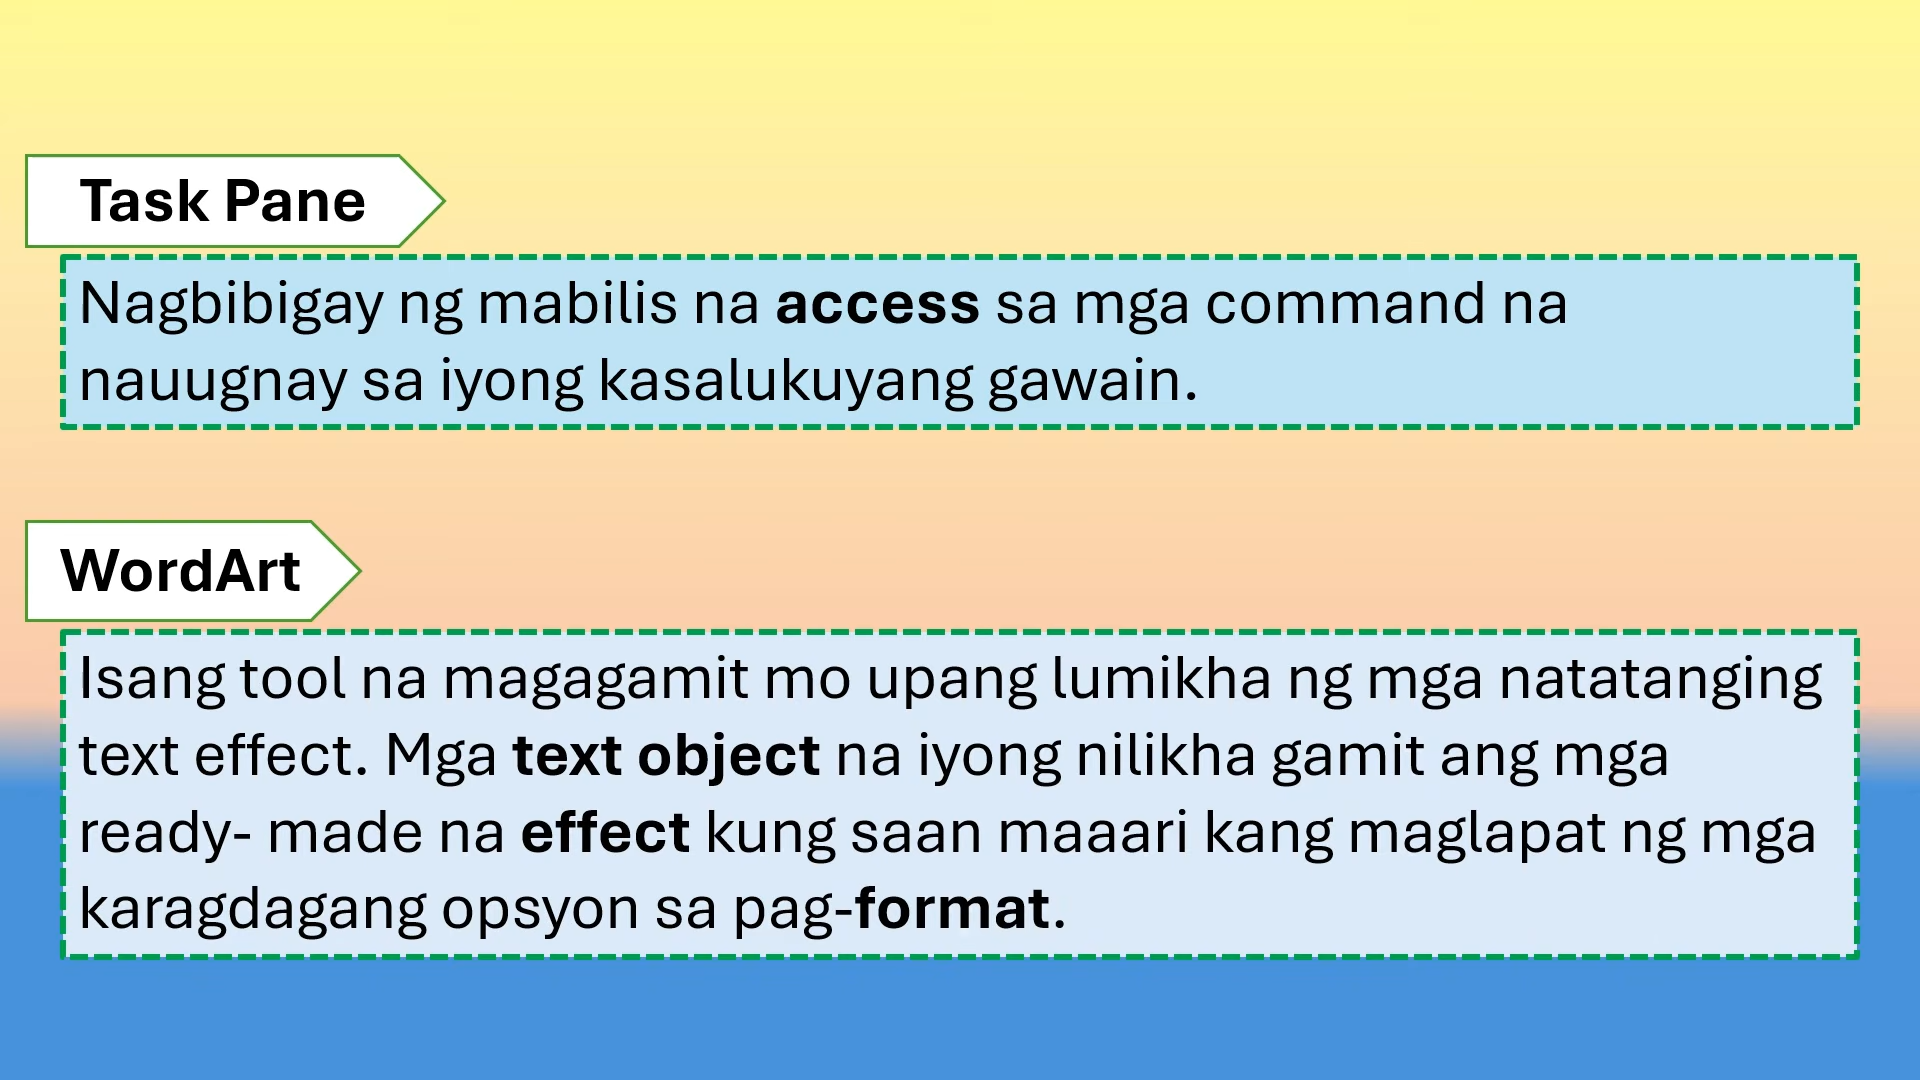 Task Pane
Nagbibigay ng mabilis na access sa mga command na
nauugnay sa iyong kasalukuyang gawain.
WordArt
Isang tool na magagamit mo upang lumikha ng mga natatanging
text effect. Mga text object na iyong nilikha gamit ang mga
ready- made na effect kung saan maaari kang maglapat ng mga
karagdagang opsyon sa pag-format.